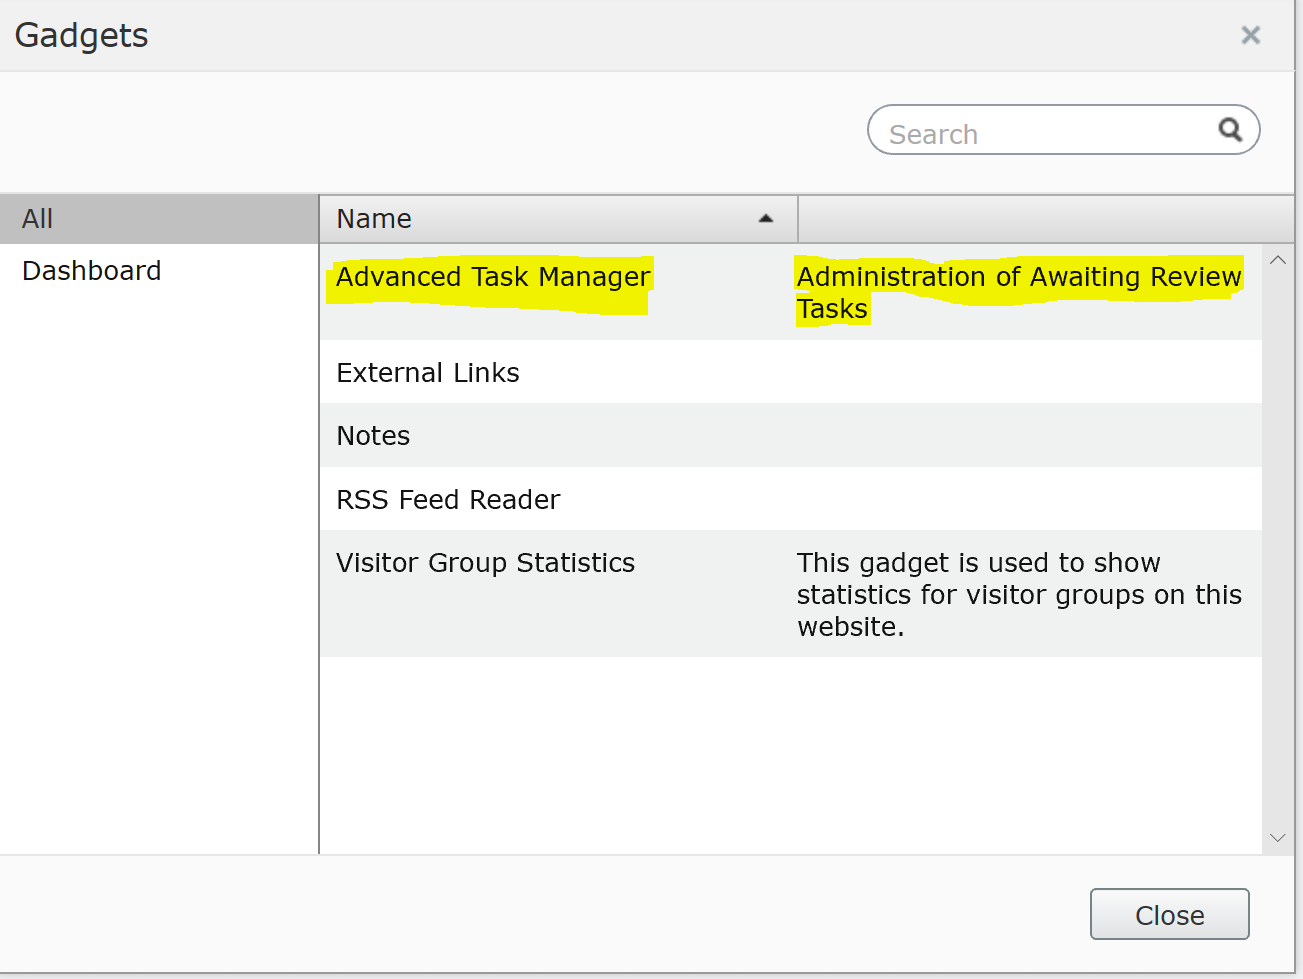 Gadgets
Search
All
Name
Dashboard
Advanced Task Manager
Administration of Awaiting Review
Tasks
External Links
Notes
RSS Feed Reader
Visitor Group Statistics
This gadget is used to show
statistics for visitor groups on this
website.
Close